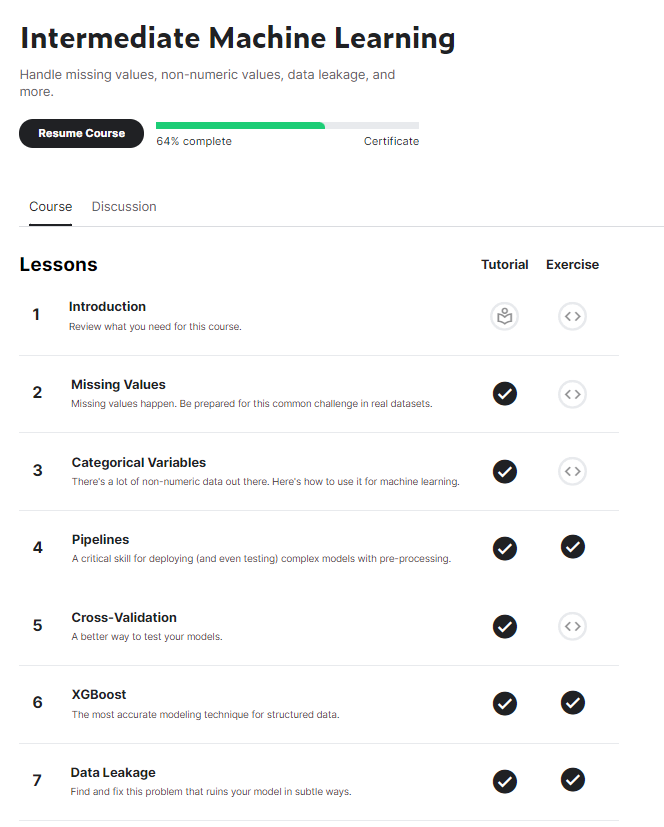 Intermediate Machine Learning
Handle missing values, non-numeric values, data leakage, and
more.
Resume Course
64% complete
Certificate
Course
Discussion
Lessons
Tutorial
Exercise
1
Introduction
Review what you need for this course.
2
Missing Values
Missing values happen. Be prepared for this common challenge in real datasets.
3
Categorical Variables
There's a lot of non-numeric data out there. Here's how to use it for machine learning.
4
Pipelines
A critical skill for deploying (and even testing) complex models with pre-processing.
5
Cross-Validation
A better way to test your models.
6
XGBoost
The most accurate modeling technique for structured data.
7
Data Leakage
Find and fix this problem that ruins your model in subtle ways.